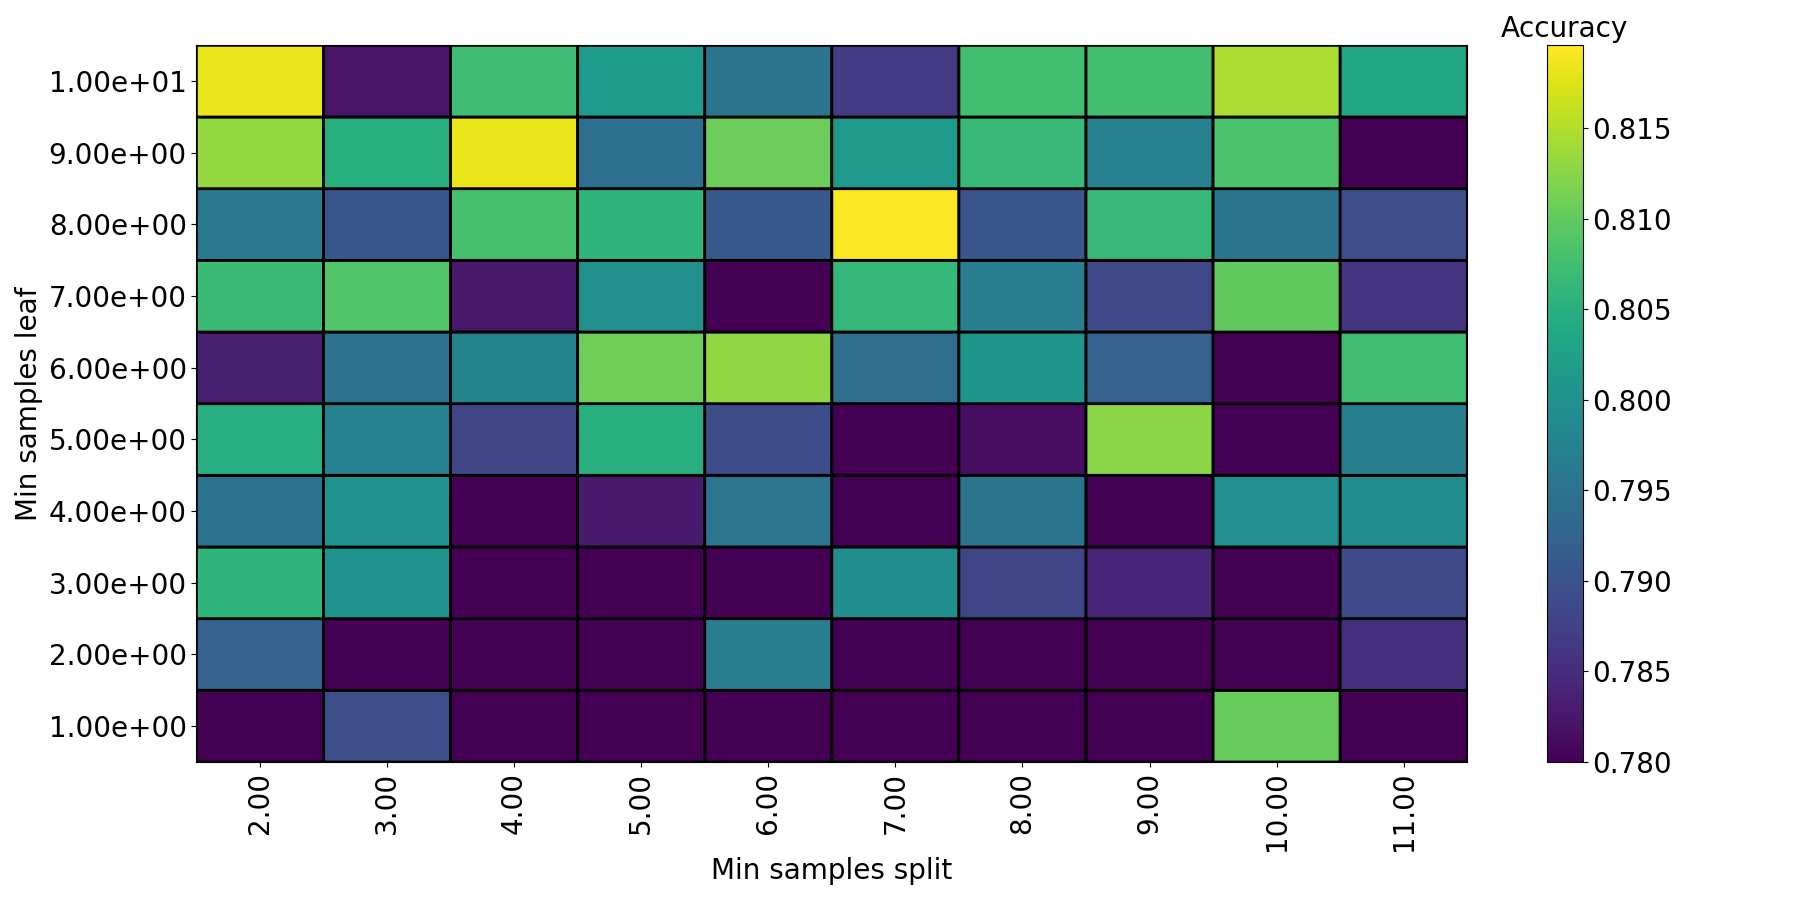 Accuracy
1.00e+01
9.00e+00
8.00e+00
7.00e+00
6.00e+00
5.00e+00
4.00e+00
3.00e+00
2.00e+00
1.00e+00
Min samples leaf
2.00
3.00
4.00
5.00
6.00
7.00
8.00
9.00
10.00
11.00
Min samples split
0.815
0.810
0.805
0.800
0.795
0.790
0.785
0.780